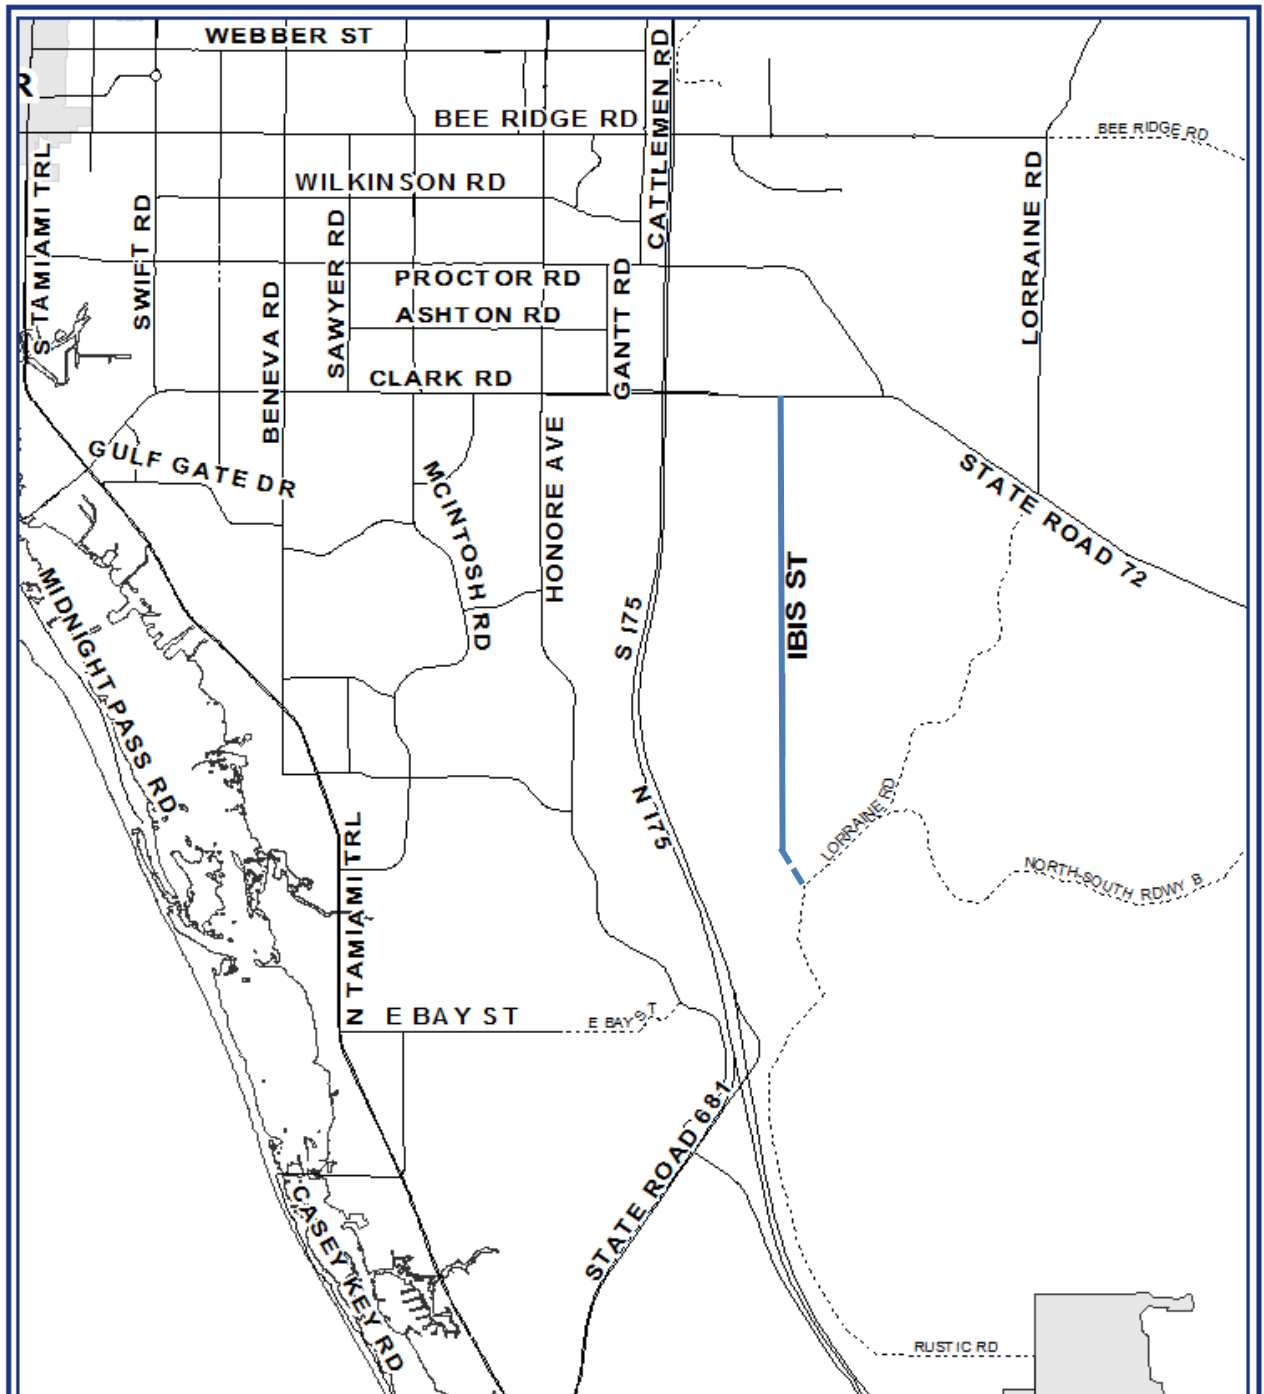 WEBBER ST
R
BEE RIDGE RD
CATTLEMEN RD
BEE RIDGE RD
S TAMIAMI TRL
WILKINSON RD
LORRAINE RD
SWIFT RD
SAWYER RD
PROCTOR RD
GANTT RD
BENEVA RD
ASHTON RD
CLARK RD
GULF GATE DR
MCINTOSH RD
HONORE AVE
STATE ROAD 72
IBIS ST
MIDNIGHT PASS RD
S I75
N I75
LORRAINE RD
NORTH-SOUTH RDWY B
N TAMIAMI TRL
E BAY ST
E BAY ST
STATE ROAD 681
CASEY KEY RD
RUSTIC RD